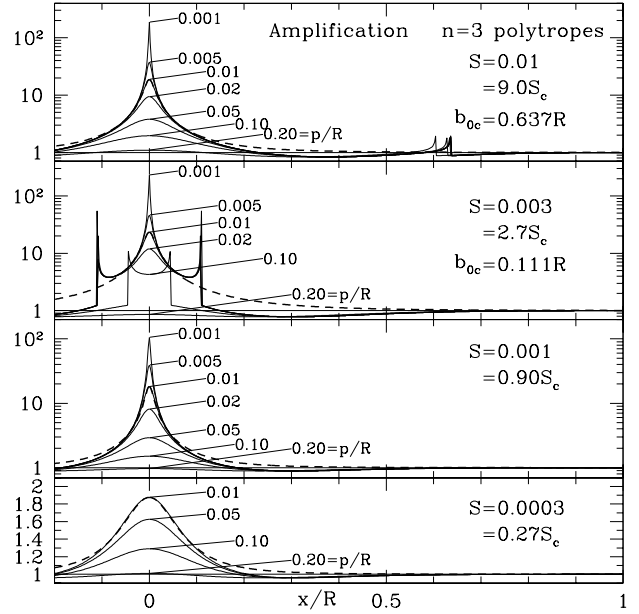 Amplification n=3 polytropes
10²
10
1
0.001
0.005
0.01
0.02
0.05
0.10
0.20=p/R
S=0.01
=9.0S_c
b_0c=0.637R
10²
10
1
0.001
0.005
0.01
0.02
0.10
0.20=p/R
S=0.003
=2.7S_c
b_0c=0.111R
10²
10
1
0.001
0.005
0.01
0.02
0.05
0.10
0.20=p/R
S=0.001
=0.90S_c
2
1.8
1.6
1.4
1.2
1
0.01
0.05
0.10
0.20=p/R
S=0.0003
=0.27S_c
0 x/R 0.5 1